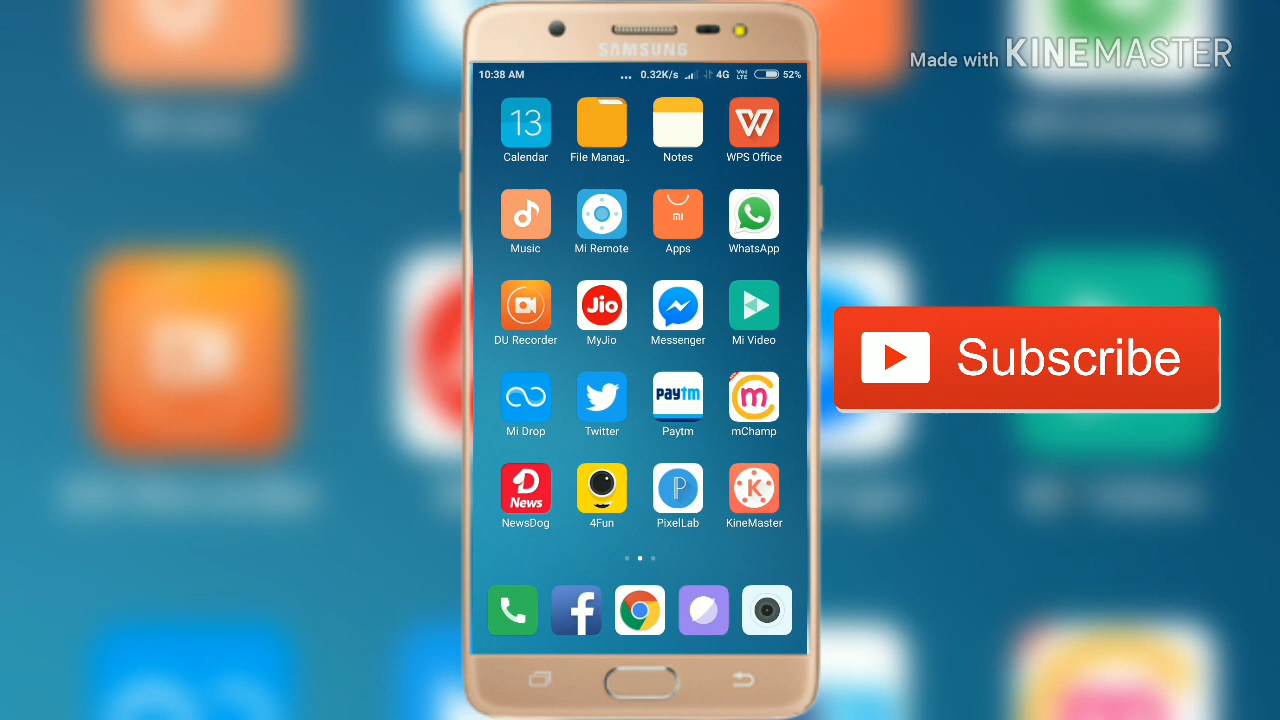 Made with KINEMASTER
SAMSUNG
10:38 AM ... 0.32K/s 4G VoLTE 52%
13
Calendar File Manag.. Notes WPS Office
mi
Music Mi Remote Apps WhatsApp
Jio
DU Recorder MyJio Messenger Mi Video
Subscribe
paytm m
Mi Drop Twitter Paytm mChamp
D News P K
NewsDog 4Fun PixelLab KineMaster
f